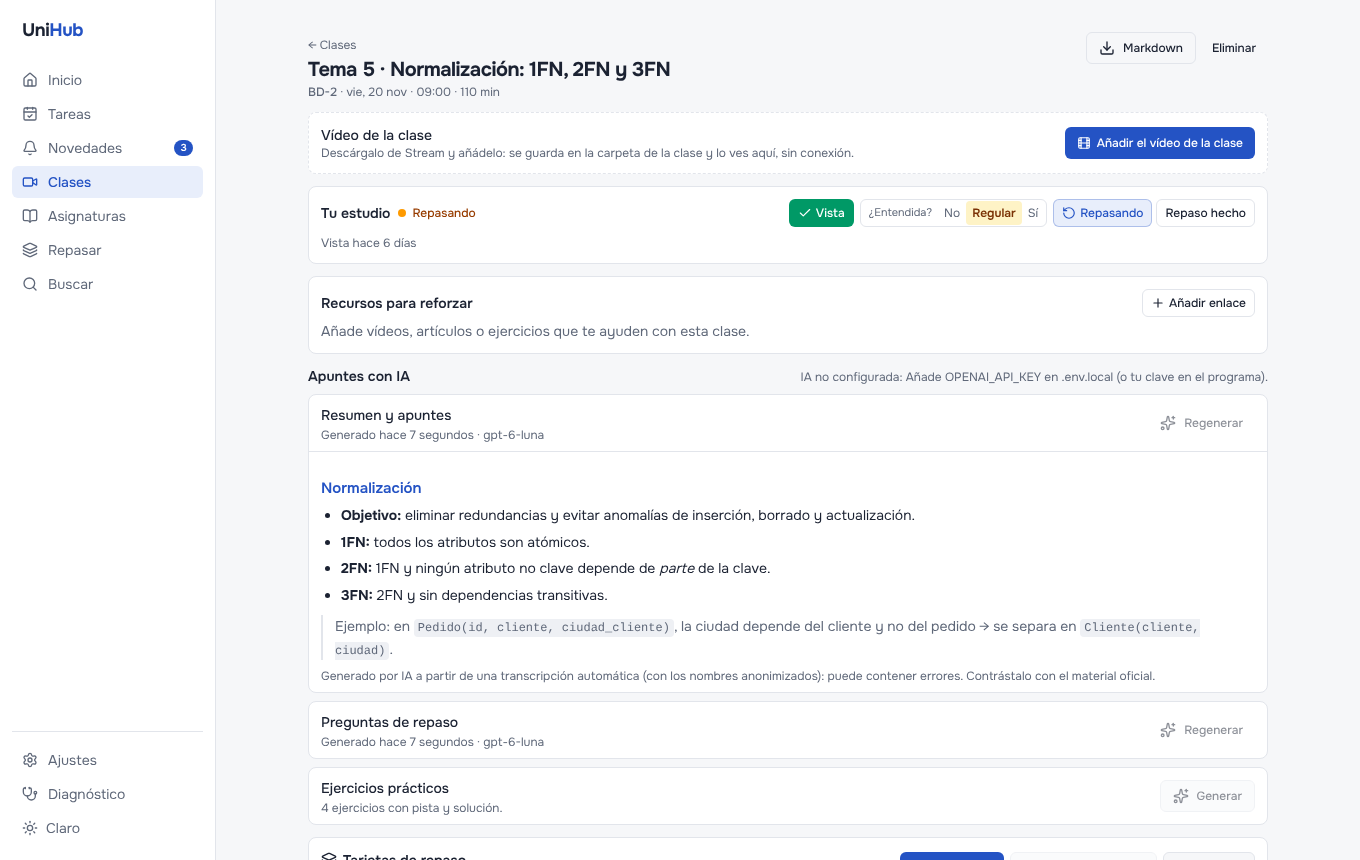 UniHub
Inicio
Tareas
Novedades 3
Clases
Asignaturas
Repasar
Buscar
Ajustes
Diagnóstico
Claro
← Clases
Tema 5 · Normalización: 1FN, 2FN y 3FN
BD-2 · vie, 20 nov · 09:00 · 110 min
Markdown
Eliminar
Vídeo de la clase
Descárgalo de Stream y añádelo: se guarda en la carpeta de la clase y lo ves aquí, sin conexión.
Añadir el vídeo de la clase
Tu estudio Repasando
Vista ¿Entendida? No Regular Sí Repasando Repaso hecho
Vista hace 6 días
Recursos para reforzar
Añadir enlace
Añade vídeos, artículos o ejercicios que te ayuden con esta clase.
Apuntes con IA
IA no configurada: Añade OPENAI_API_KEY en .env.local (o tu clave en el programa).
Resumen y apuntes
Generado hace 7 segundos · gpt-6-luna
Regenerar
Normalización
• Objetivo: eliminar redundancias y evitar anomalías de inserción, borrado y actualización.
• 1FN: todos los atributos son atómicos.
• 2FN: 1FN y ningún atributo no clave depende de parte de la clave.
• 3FN: 2FN y sin dependencias transitivas.
Ejemplo: en Pedido(id, cliente, ciudad_cliente), la ciudad depende del cliente y no del pedido → se separa en Cliente(cliente,
ciudad).
Generado por IA a partir de una transcripción automática (con los nombres anonimizados): puede contener errores. Contrástalo con el material oficial.
Preguntas de repaso
Generado hace 7 segundos · gpt-6-luna
Regenerar
Ejercicios prácticos
4 ejercicios con pista y solución.
Generar
Tarjetas de repaso